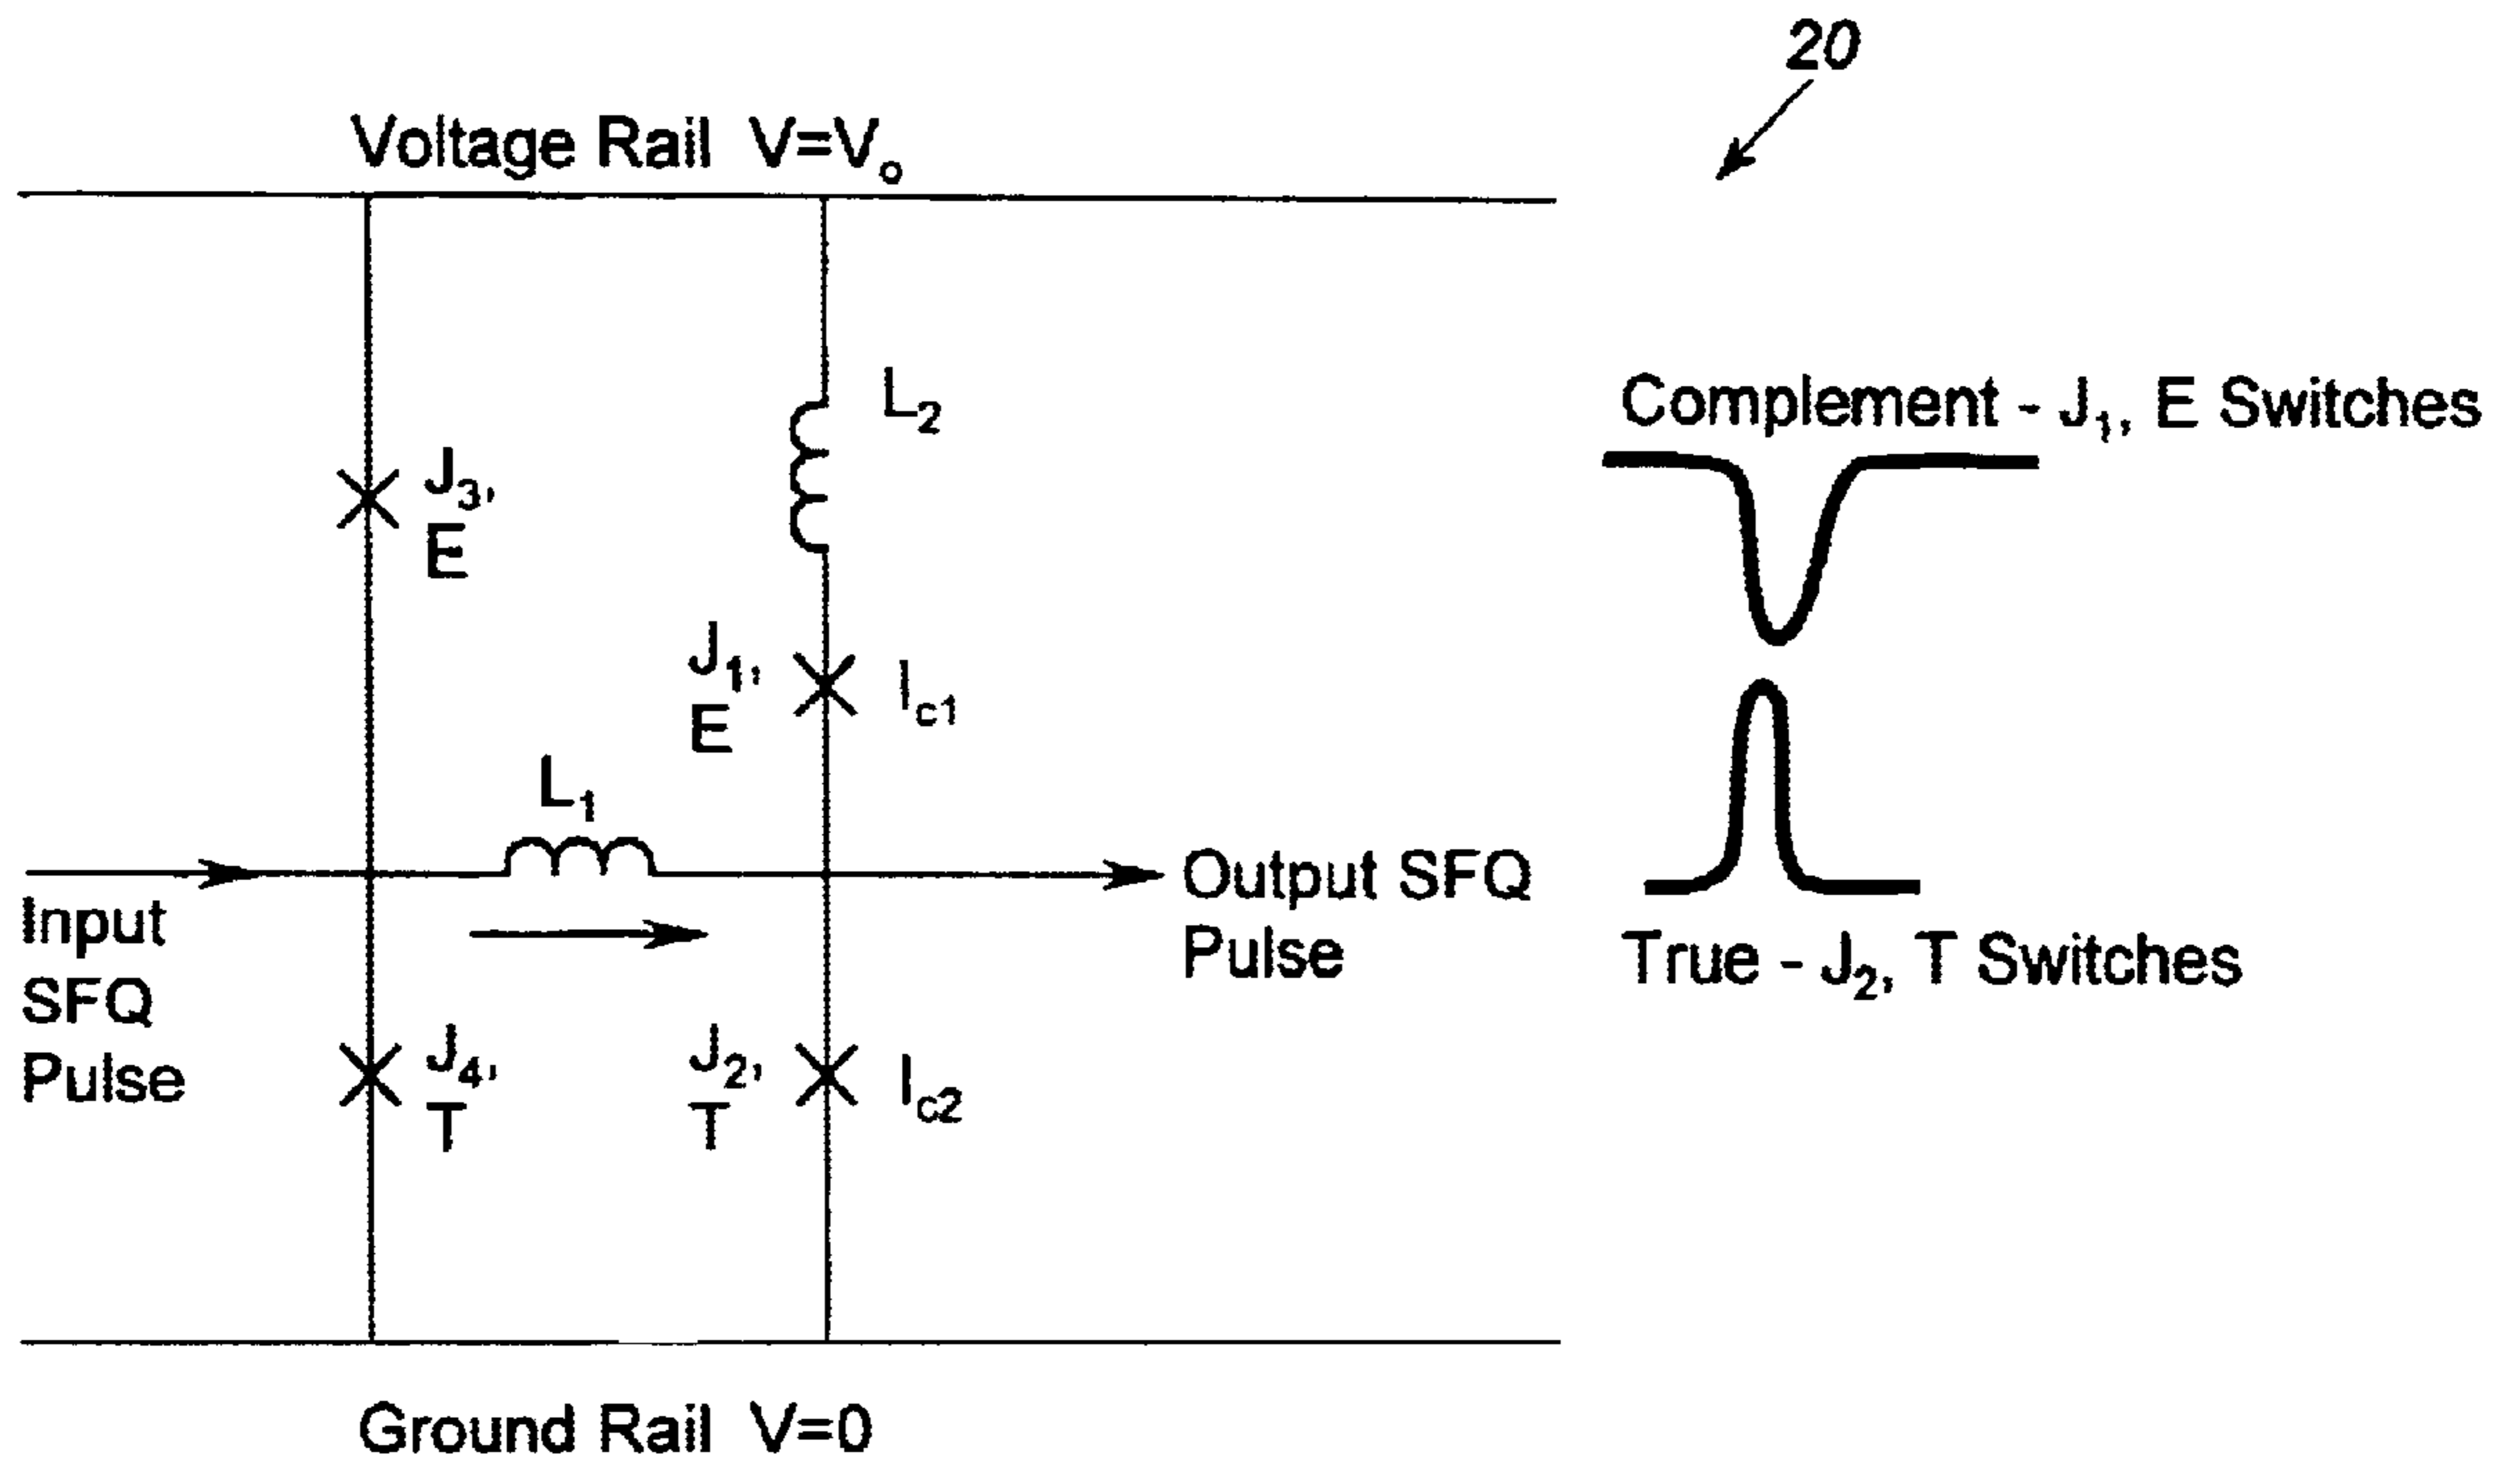 20
Voltage Rail V=V₀
L₂
Complement - J₁, E Switches
J₃,
E
J₁,
E
I꜀₁
L₁
Input
SFQ
Pulse
Output SFQ
Pulse
True - J₂, T Switches
J₄,
T
J₂,
T
I꜀₂
Ground Rail V=0